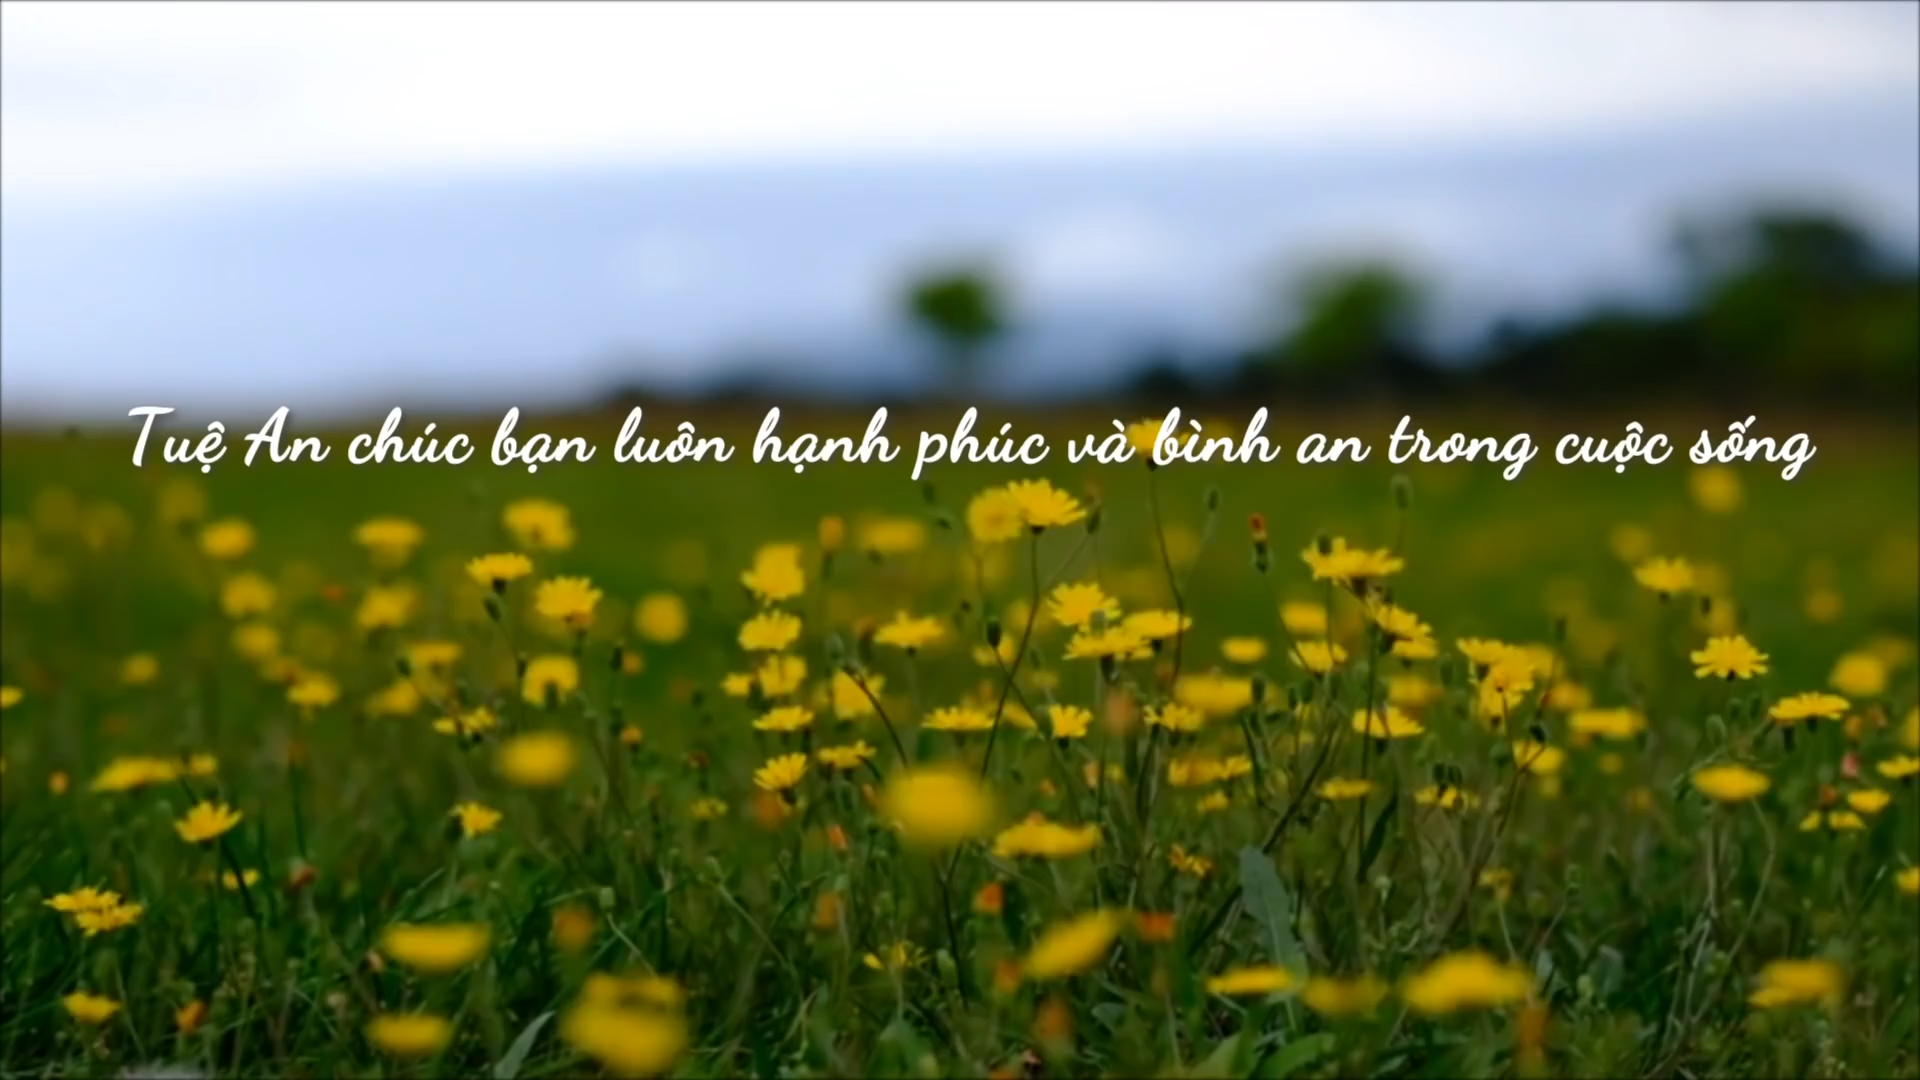 Tuệ An chúc bạn luôn hạnh phúc và bình an trong cuộc sống